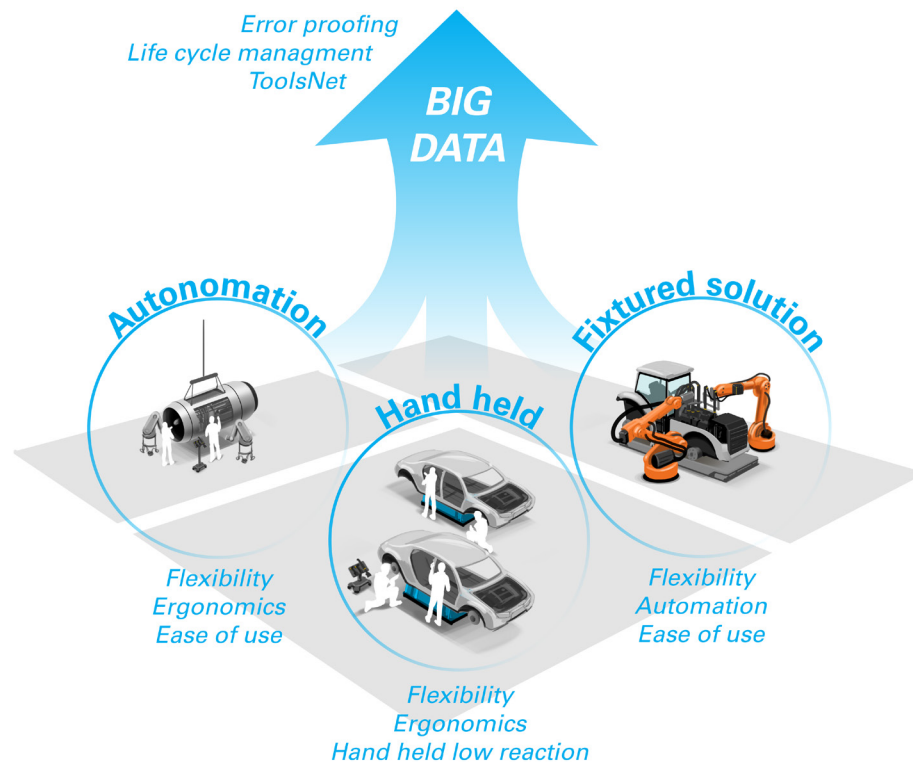 Error proofing
Life cycle managment
ToolsNet
BIG
DATA
Autonomation
Fixtured solution
Hand held
Flexibility
Ergonomics
Ease of use
Flexibility
Automation
Ease of use
Flexibility
Ergonomics
Hand held low reaction